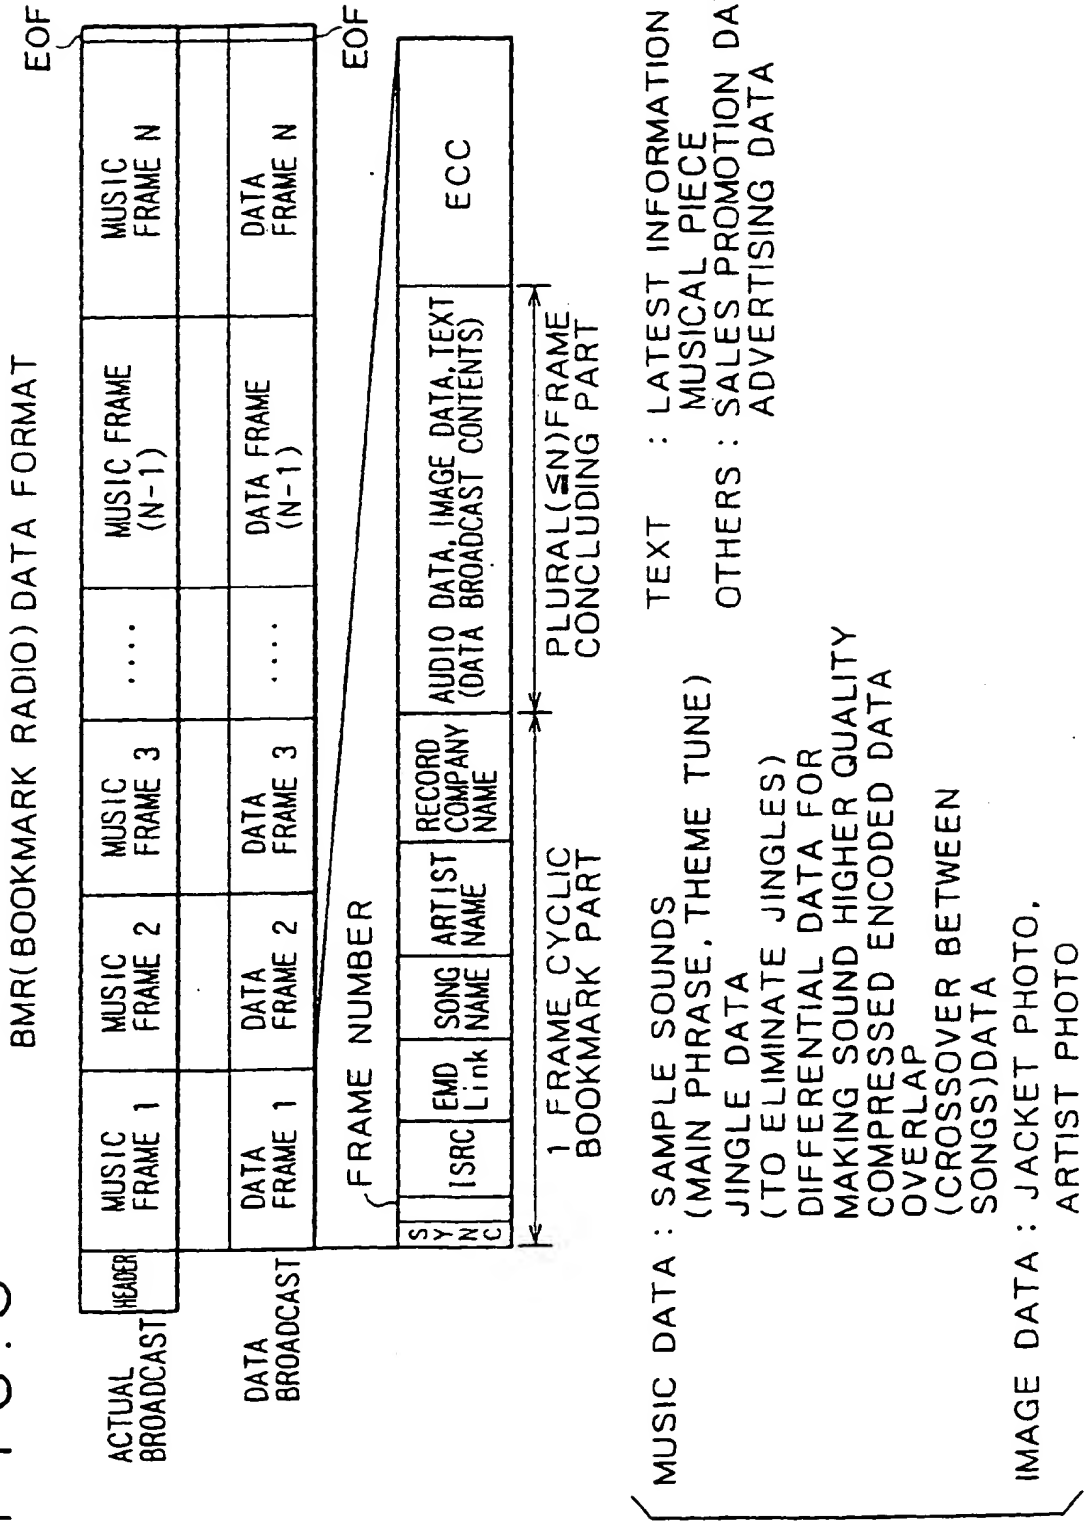 BMR(BOOKMARK RADIO) DATA FORMAT
EOF
ACTUAL
BROADCAST
HEADER
MUSIC
FRAME 1
MUSIC
FRAME 2
MUSIC
FRAME 3
....
MUSIC FRAME
(N-1)
MUSIC
FRAME N
DATA
BROADCAST
DATA
FRAME 1
DATA
FRAME 2
DATA
FRAME 3
....
DATA FRAME
(N-1)
DATA
FRAME N
EOF
FRAME NUMBER
SYNC
ISRC
EMD
Link
SONG
NAME
ARTIST
NAME
RECORD
COMPANY
NAME
AUDIO DATA, IMAGE DATA, TEXT
(DATA BROADCAST CONTENTS)
ECC
1 FRAME CYCLIC
BOOKMARK PART
PLURAL(≦N)FRAME
CONCLUDING PART
MUSIC DATA : SAMPLE SOUNDS
(MAIN PHRASE, THEME TUNE)
JINGLE DATA
(TO ELIMINATE JINGLES)
DIFFERENTIAL DATA FOR
MAKING SOUND HIGHER QUALITY
COMPRESSED ENCODED DATA
OVERLAP
(CROSSOVER BETWEEN
SONGS)DATA
IMAGE DATA : JACKET PHOTO,
ARTIST PHOTO
TEXT : LATEST INFORMATION
MUSICAL PIECE
OTHERS : SALES PROMOTION DA
ADVERTISING DATA